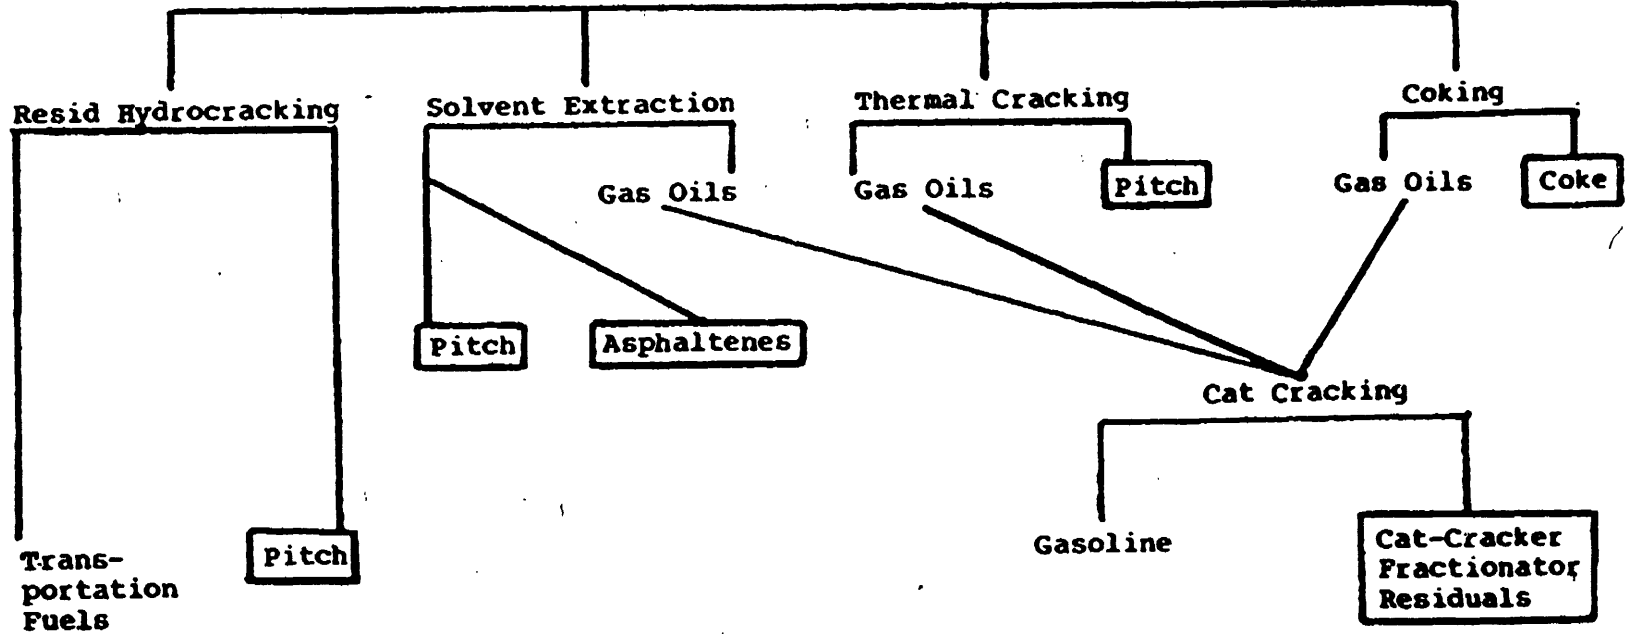 Resid Hydrocracking
Solvent Extraction
Thermal Cracking
Coking
Gas Oils
Gas Oils
Pitch
Gas Oils
Coke
Pitch
Asphaltenes
Cat Cracking
Trans-
portation
Fuels
Pitch
Gasoline
Cat-Cracker
Fractionator
Residuals